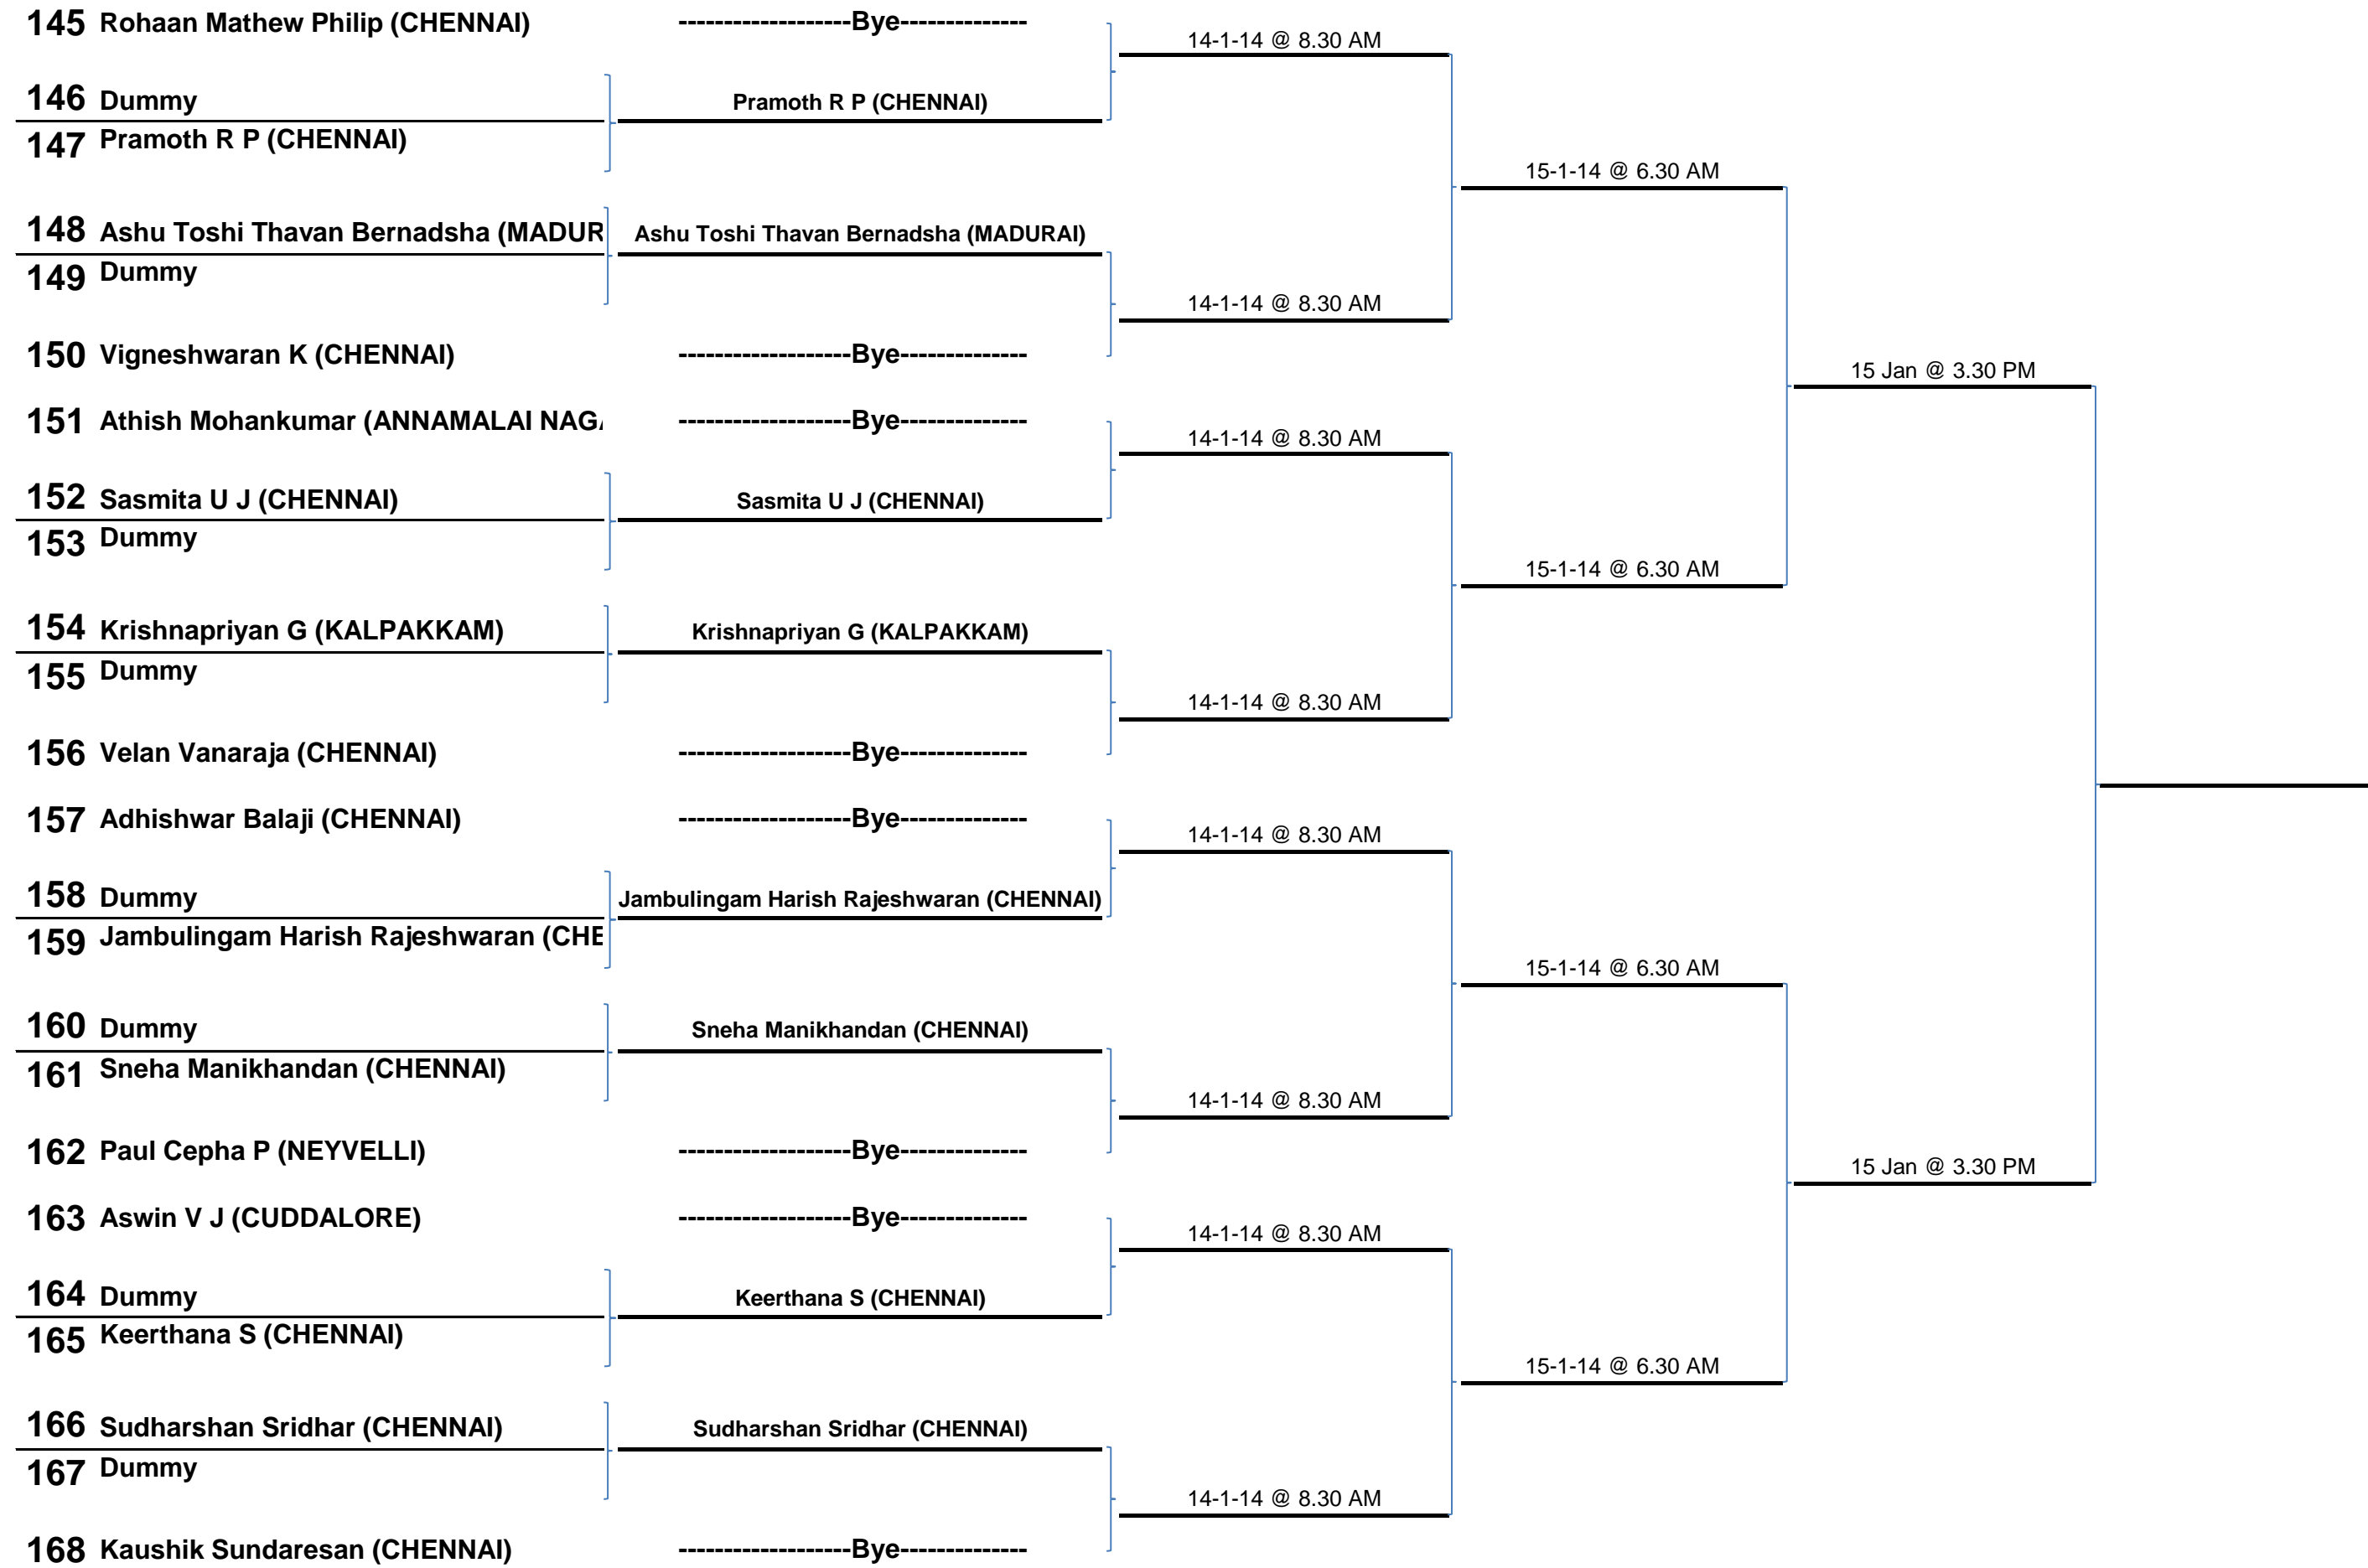 145 Rohaan Mathew Philip (CHENNAI) -------------------Bye--------------
14-1-14 @ 8.30 AM
146 Dummy Pramoth R P (CHENNAI)
147 Pramoth R P (CHENNAI)
15-1-14 @ 6.30 AM
148 Ashu Toshi Thavan Bernadsha (MADUR Ashu Toshi Thavan Bernadsha (MADURAI)
149 Dummy
14-1-14 @ 8.30 AM
150 Vigneshwaran K (CHENNAI) -------------------Bye--------------
15 Jan @ 3.30 PM
151 Athish Mohankumar (ANNAMALAI NAGA -------------------Bye--------------
14-1-14 @ 8.30 AM
152 Sasmita U J (CHENNAI) Sasmita U J (CHENNAI)
153 Dummy
15-1-14 @ 6.30 AM
154 Krishnapriyan G (KALPAKKAM) Krishnapriyan G (KALPAKKAM)
155 Dummy
14-1-14 @ 8.30 AM
156 Velan Vanaraja (CHENNAI) -------------------Bye--------------
157 Adhishwar Balaji (CHENNAI) -------------------Bye--------------
14-1-14 @ 8.30 AM
158 Dummy Jambulingam Harish Rajeshwaran (CHENNAI)
159 Jambulingam Harish Rajeshwaran (CHE
15-1-14 @ 6.30 AM
160 Dummy Sneha Manikhandan (CHENNAI)
161 Sneha Manikhandan (CHENNAI)
14-1-14 @ 8.30 AM
162 Paul Cepha P (NEYVELLI) -------------------Bye--------------
15 Jan @ 3.30 PM
163 Aswin V J (CUDDALORE) -------------------Bye--------------
14-1-14 @ 8.30 AM
164 Dummy Keerthana S (CHENNAI)
165 Keerthana S (CHENNAI)
15-1-14 @ 6.30 AM
166 Sudharshan Sridhar (CHENNAI) Sudharshan Sridhar (CHENNAI)
167 Dummy
14-1-14 @ 8.30 AM
168 Kaushik Sundaresan (CHENNAI) -------------------Bye--------------